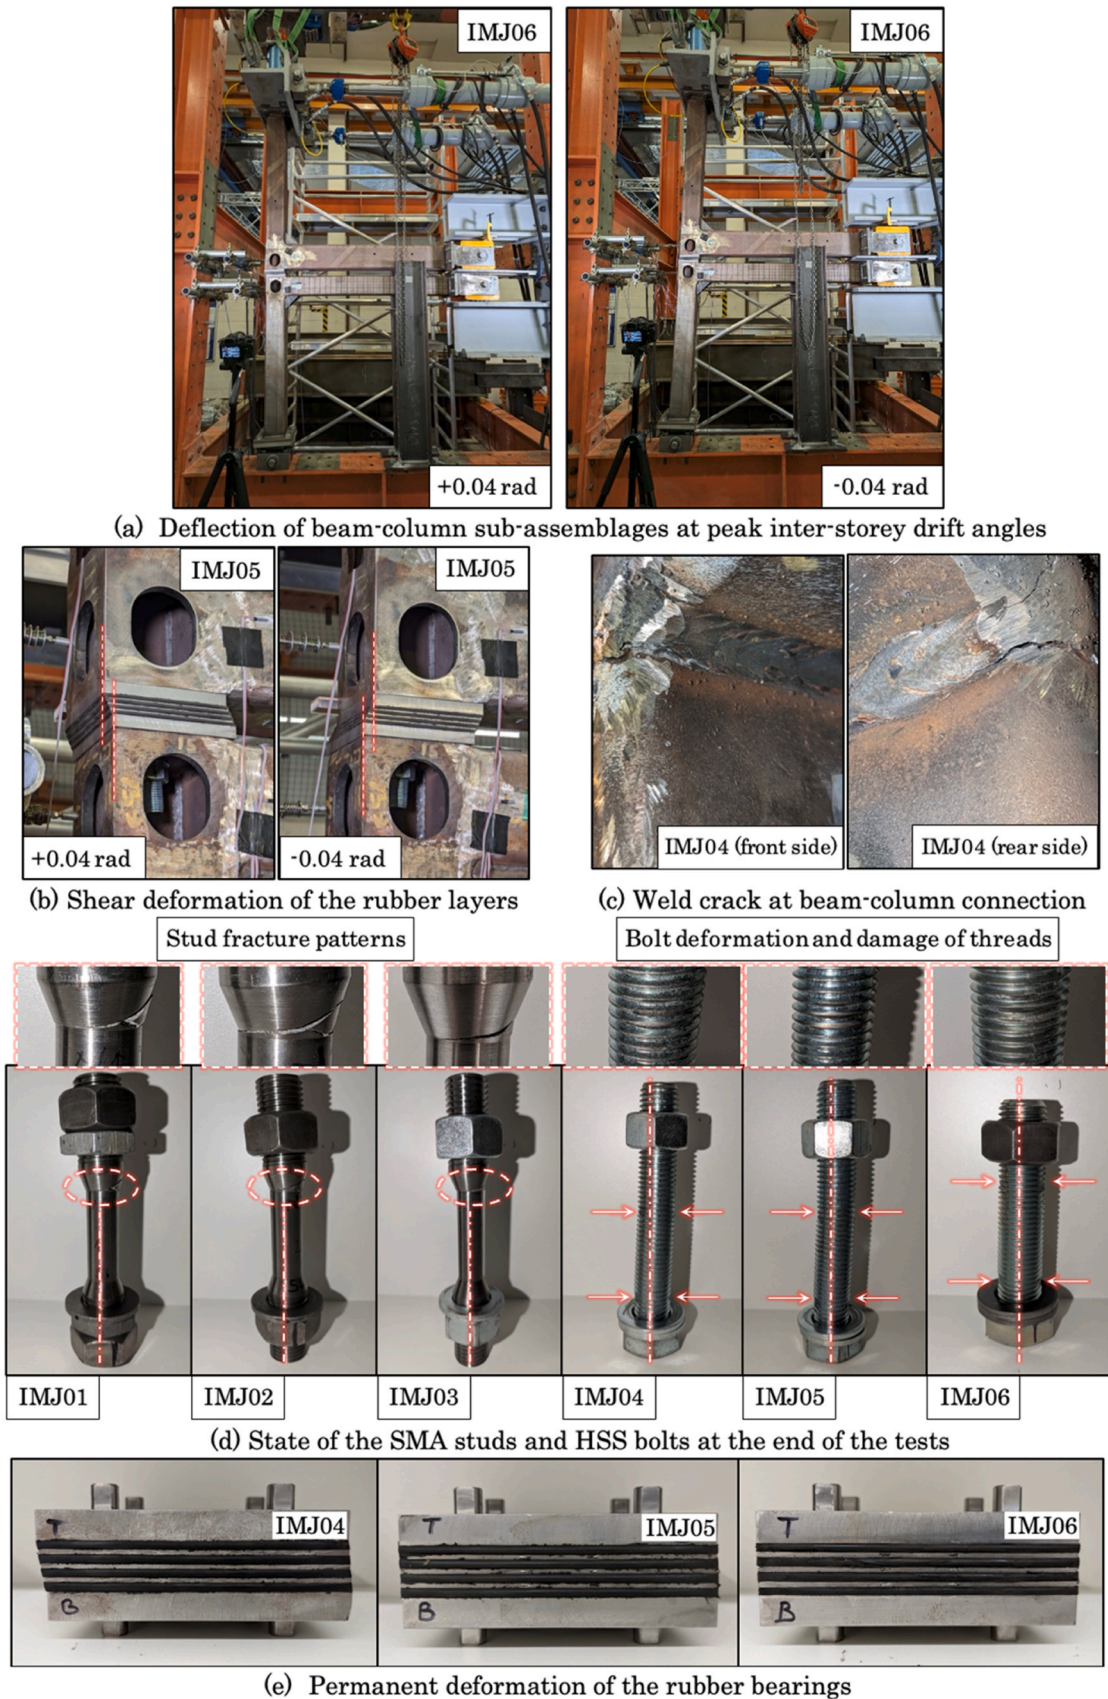 IMJ06
IMJ06
+0.04 rad
-0.04 rad
(a) Deflection of beam-column sub-assemblages at peak inter-storey drift angles
IMJ05
IMJ05
+0.04 rad
-0.04 rad
IMJ04 (front side)
IMJ04 (rear side)
(b) Shear deformation of the rubber layers
(c) Weld crack at beam-column connection
Stud fracture patterns
Bolt deformation and damage of threads
IMJ01
IMJ02
IMJ03
IMJ04
IMJ05
IMJ06
(d) State of the SMA studs and HSS bolts at the end of the tests
T
IMJ04
B
T
IMJ05
B
T
IMJ06
B
(e) Permanent deformation of the rubber bearings